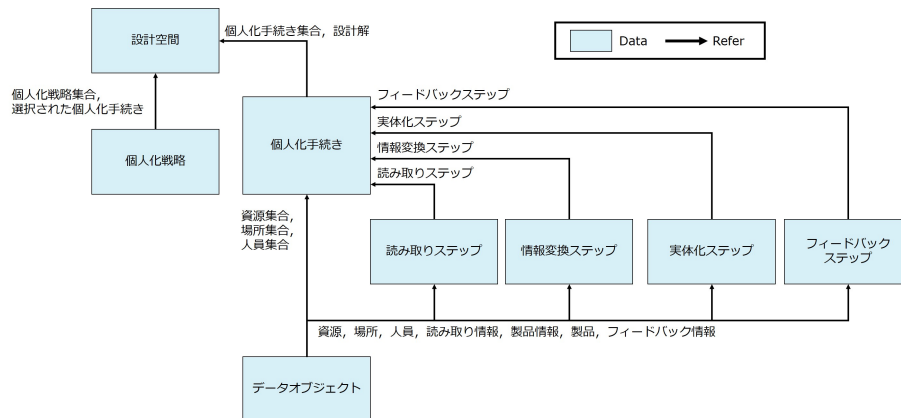 設計空間
個人化手続き集合, 設計解
Data
Refer
個人化戦略集合,
選択された個人化手続き
フィードバックステップ
実体化ステップ
個人化戦略
個人化手続き
情報変換ステップ
読み取りステップ
資源集合,
場所集合,
人員集合
読み取りステップ
情報変換ステップ
実体化ステップ
フィードバック
ステップ
資源, 場所, 人員, 読み取り情報, 製品情報, 製品, フィードバック情報
データオブジェクト